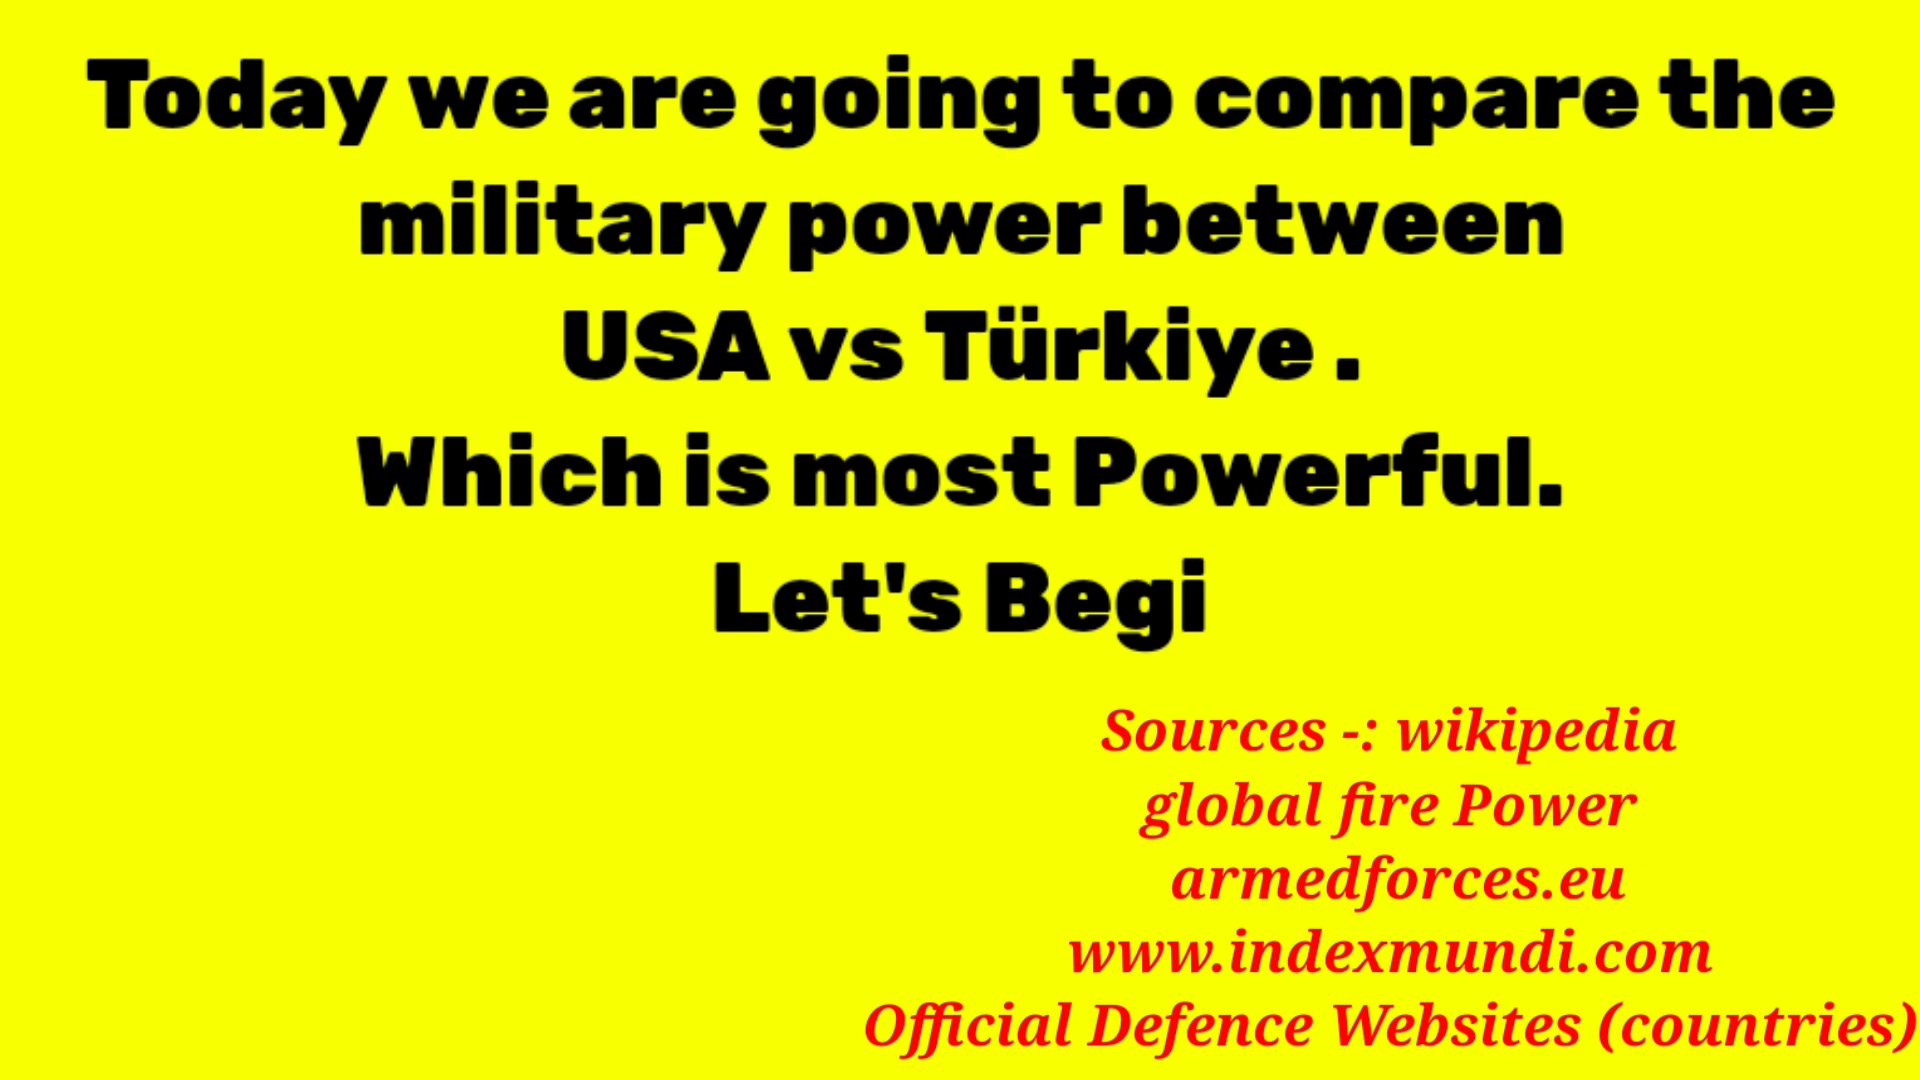 Today we are going to compare the
military power between
USA vs Türkiye .
Which is most Powerful.
Let's Begi
Sources -: wikipedia
global fire Power
armedforces.eu
www.indexmundi.com
Official Defence Websites (countries)